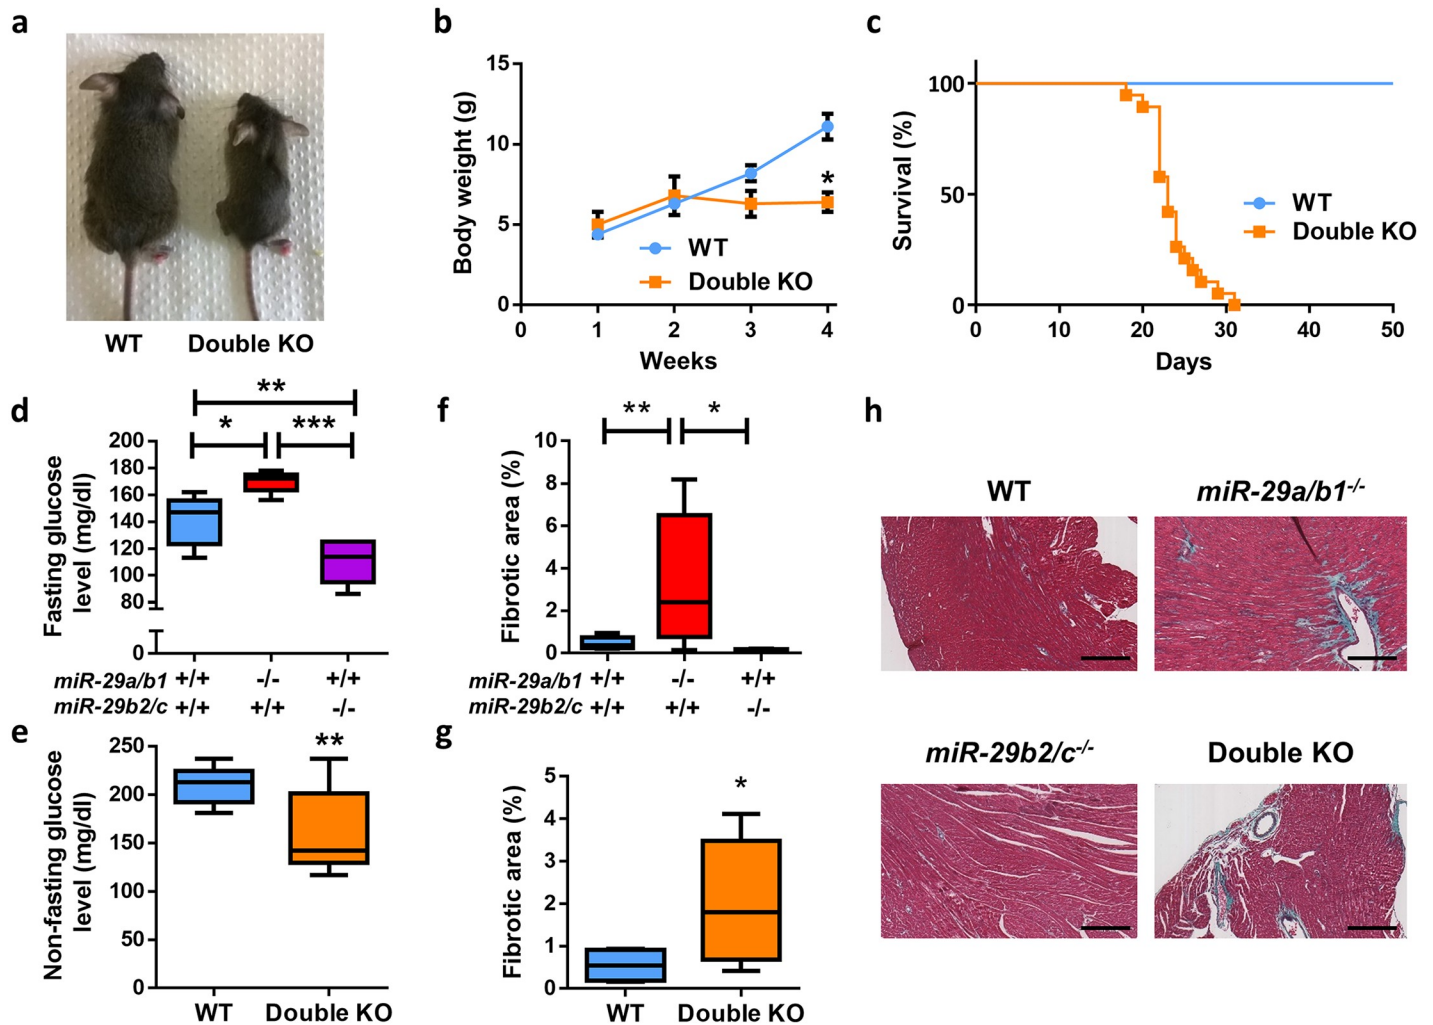 a
WT
Double KO
b
Body weight (g)
15
10
5
0
0 1 2 3 4
Weeks
WT
Double KO
*
c
Survival (%)
100
50
0
0 10 20 30 40 50
Days
WT
Double KO
d
**
* ***
Fasting glucose
level (mg/dl)
200
180
160
140
120
100
80
0
miR-29a/b1 +/+ -/- +/+
miR-29b2/c +/+ +/+ -/-
e
Non-fasting glucose
level (mg/dl)
250
200
150
100
50
0
**
WT Double KO
f
** *
Fibrotic area (%)
10
8
6
4
2
0
miR-29a/b1 +/+ -/- +/+
miR-29b2/c +/+ +/+ -/-
g
Fibrotic area (%)
5
4
3
2
1
0
*
WT Double KO
h
WT
miR-29a/b1-/-
miR-29b2/c-/-
Double KO